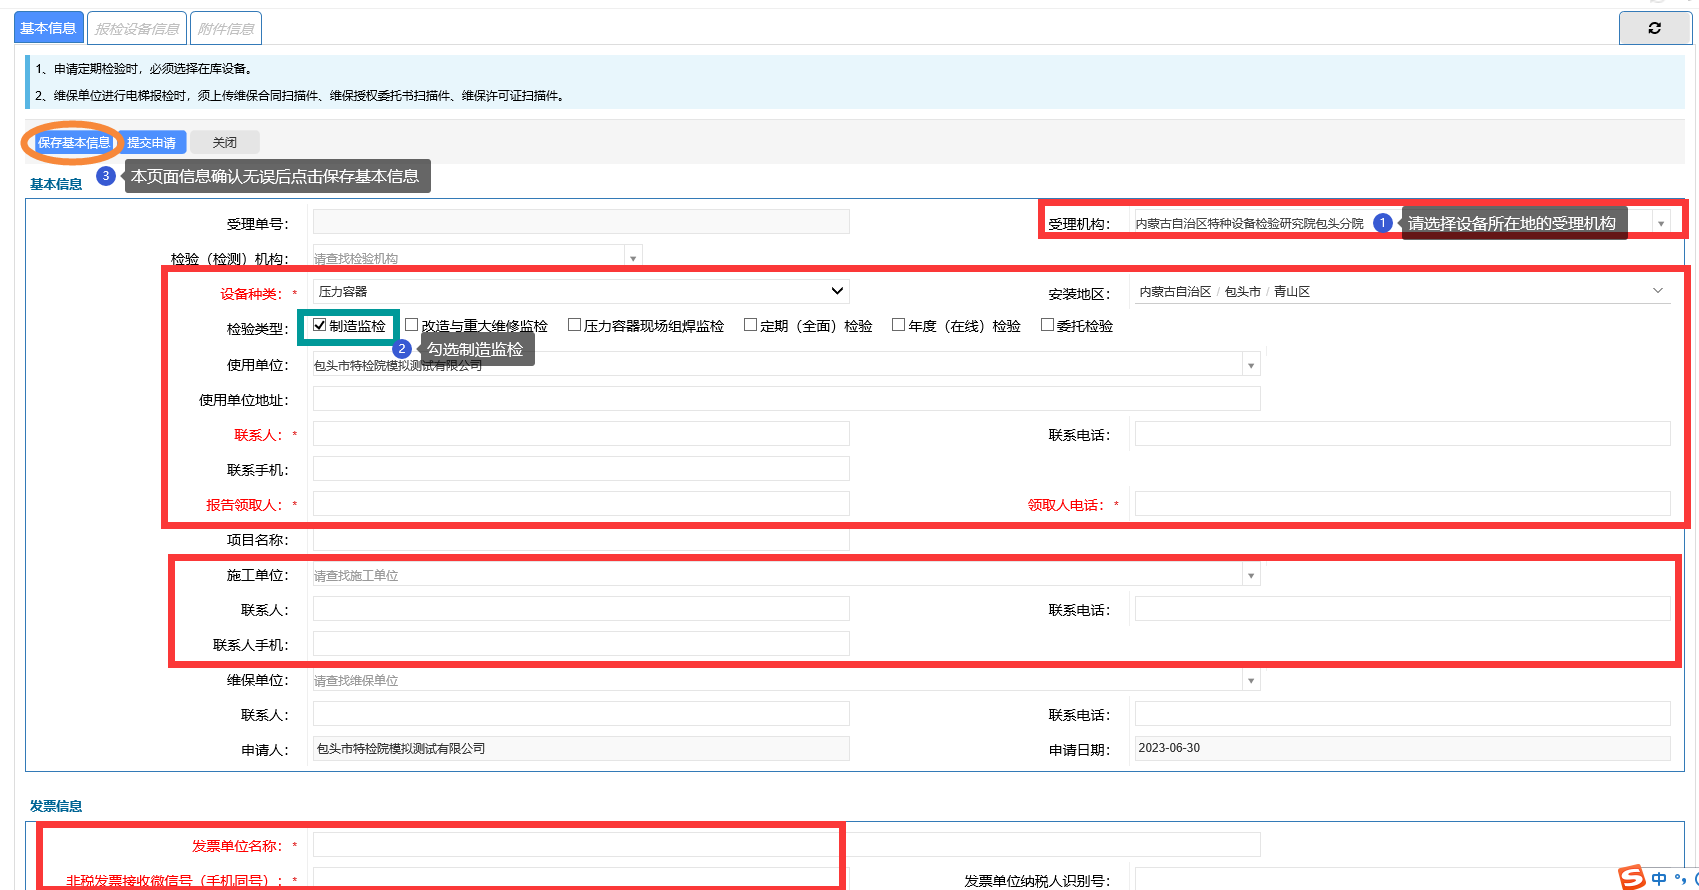 基本信息 报检设备信息 附件信息
1、申请定期检验时，必须选择在库设备。
2、维保单位进行电梯报检时，须上传维保合同扫描件、维保授权委托书扫描件、维保许可证扫描件。
保存基本信息 提交申请 关闭
基本信息 3 本页面信息确认无误后点击保存基本信息
受理单号： 受理机构： 内蒙古自治区特种设备检验研究院包头分院 1 请选择设备所在地的受理机构
检验（检测）机构： 请查找检验机构
设备种类：* 压力容器 安装地区： 内蒙古自治区 / 包头市 / 青山区
检验类型： 制造监检 改造与重大维修监检 压力容器现场组焊监检 定期（全面）检验 年度（在线）检验 委托检验
2 勾选制造监检
使用单位： 包头市特检院模拟测试有限公司
使用单位地址：
联系人：* 联系电话：
联系手机：
报告领取人：* 领取人电话：*
项目名称：
施工单位： 请查找施工单位
联系人： 联系电话：
联系人手机：
维保单位： 请查找维保单位
联系人： 联系电话：
申请人： 包头市特检院模拟测试有限公司 申请日期： 2023-06-30
发票信息
发票单位名称：*
非税发票接收微信号（手机同号）：* 发票单位纳税人识别号：
S 中